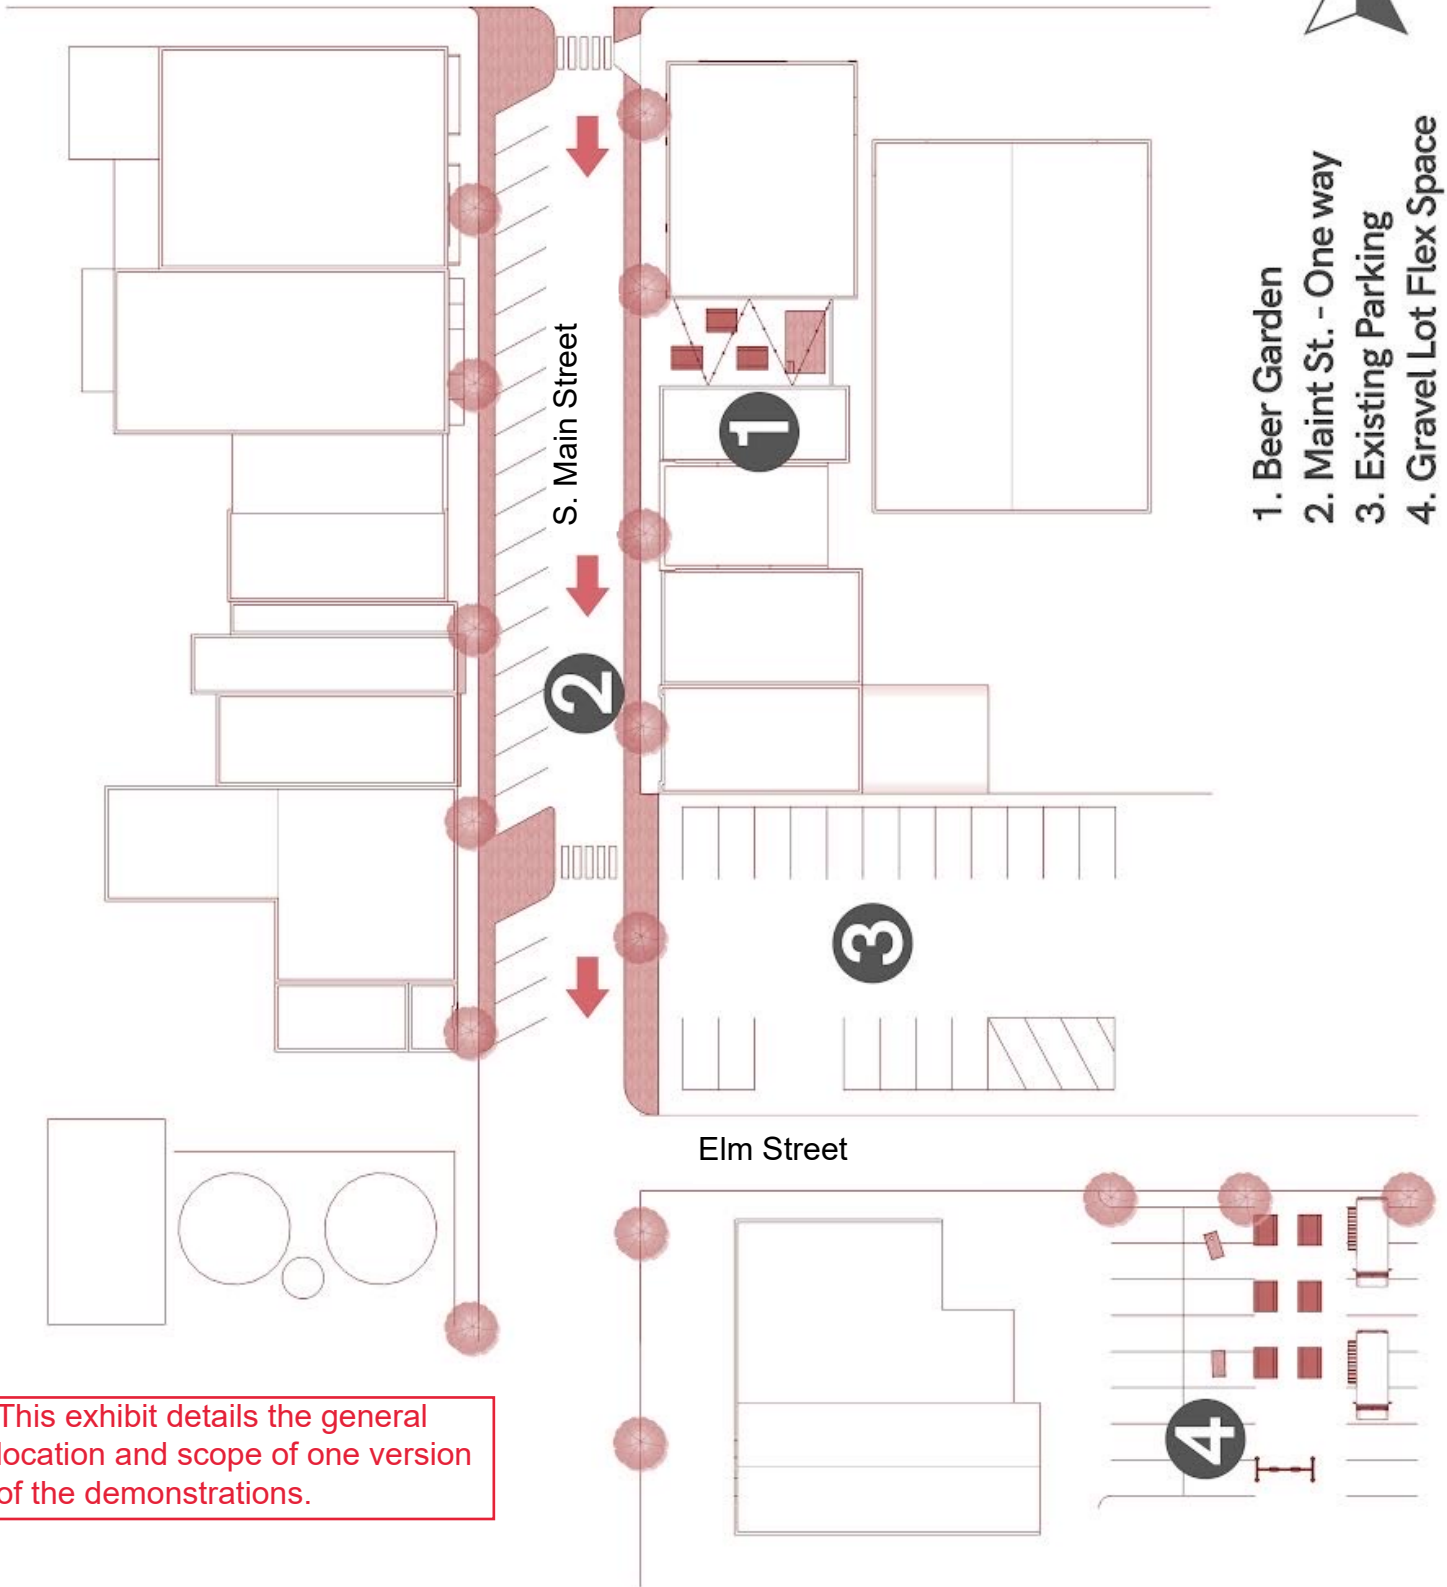 S. Main Street
1
2
3
Elm Street
4
1. Beer Garden
2. Maint St. - One way
3. Existing Parking
4. Gravel Lot Flex Space
This exhibit details the general
location and scope of one version
of the demonstrations.